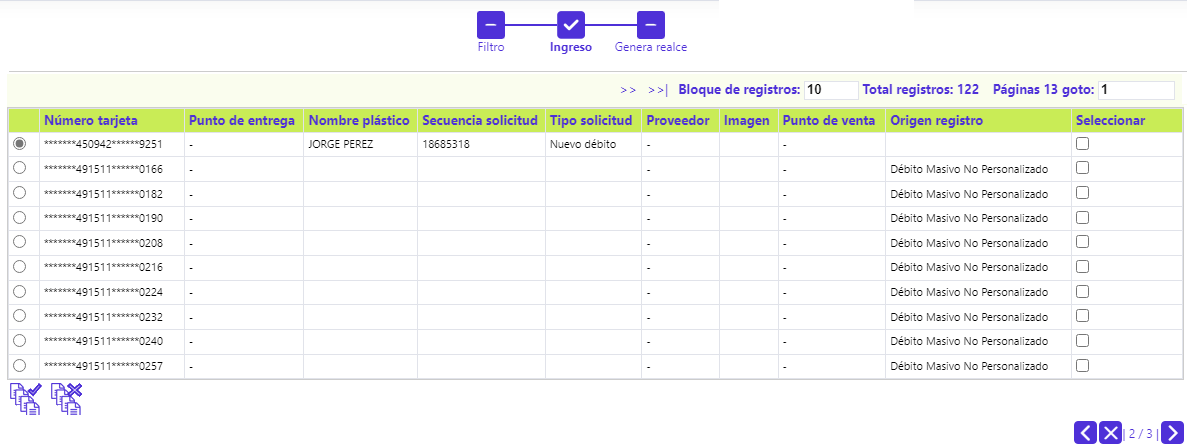 Filtro Ingreso Genera realce
>> >>| Bloque de registros: 10 Total registros: 122 Páginas 13 goto: 1
Número tarjeta Punto de entrega Nombre plástico Secuencia solicitud Tipo solicitud Proveedor Imagen Punto de venta Origen registro Seleccionar
*******450942******9251 - JORGE PEREZ 18685318 Nuevo débito - -
*******491511******0166 - - - Débito Masivo No Personalizado
*******491511******0182 - - - Débito Masivo No Personalizado
*******491511******0190 - - - Débito Masivo No Personalizado
*******491511******0208 - - - Débito Masivo No Personalizado
*******491511******0216 - - - Débito Masivo No Personalizado
*******491511******0224 - - - Débito Masivo No Personalizado
*******491511******0232 - - - Débito Masivo No Personalizado
*******491511******0240 - - - Débito Masivo No Personalizado
*******491511******0257 - - - Débito Masivo No Personalizado
| 2 / 3 |